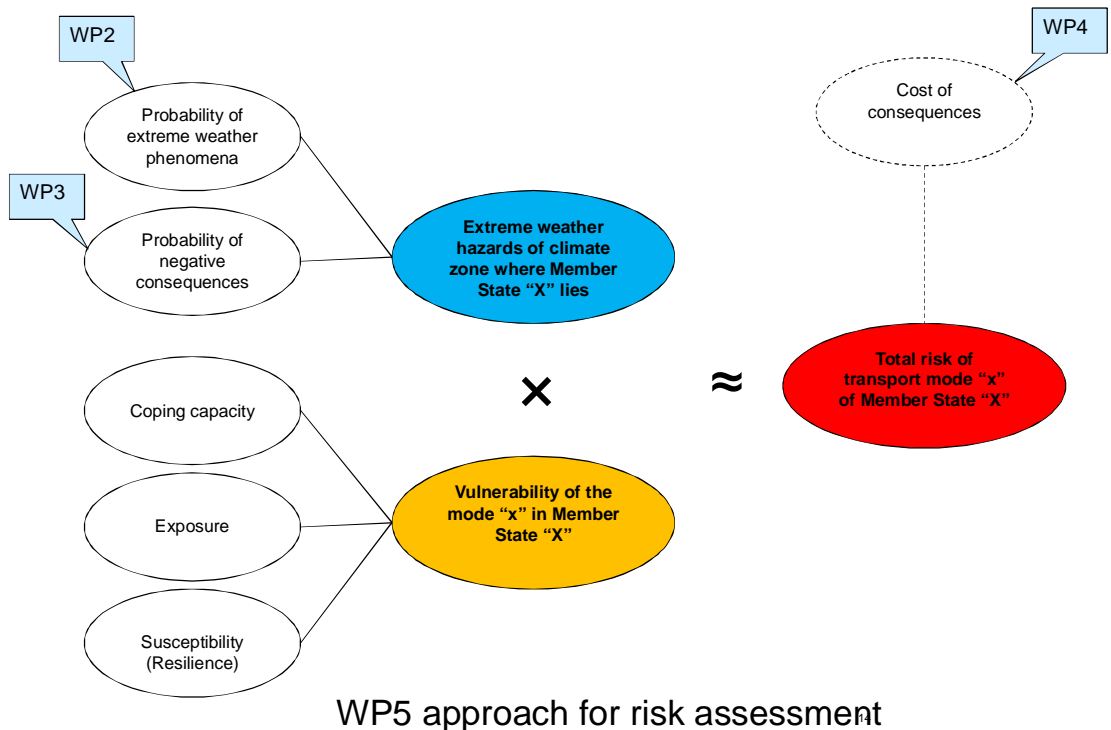 WP2
WP4
Probability of
extreme weather
phenomena
Cost of
consequences
WP3
Probability of
negative
consequences
Extreme weather
hazards of climate
zone where Member
State “X” lies
Coping capacity
×
≈
Total risk of
transport mode “x”
of Member State “X”
Exposure
Vulnerability of the
mode “x” in Member
State “X”
Susceptibility
(Resilience)
WP5 approach for risk assessment
14